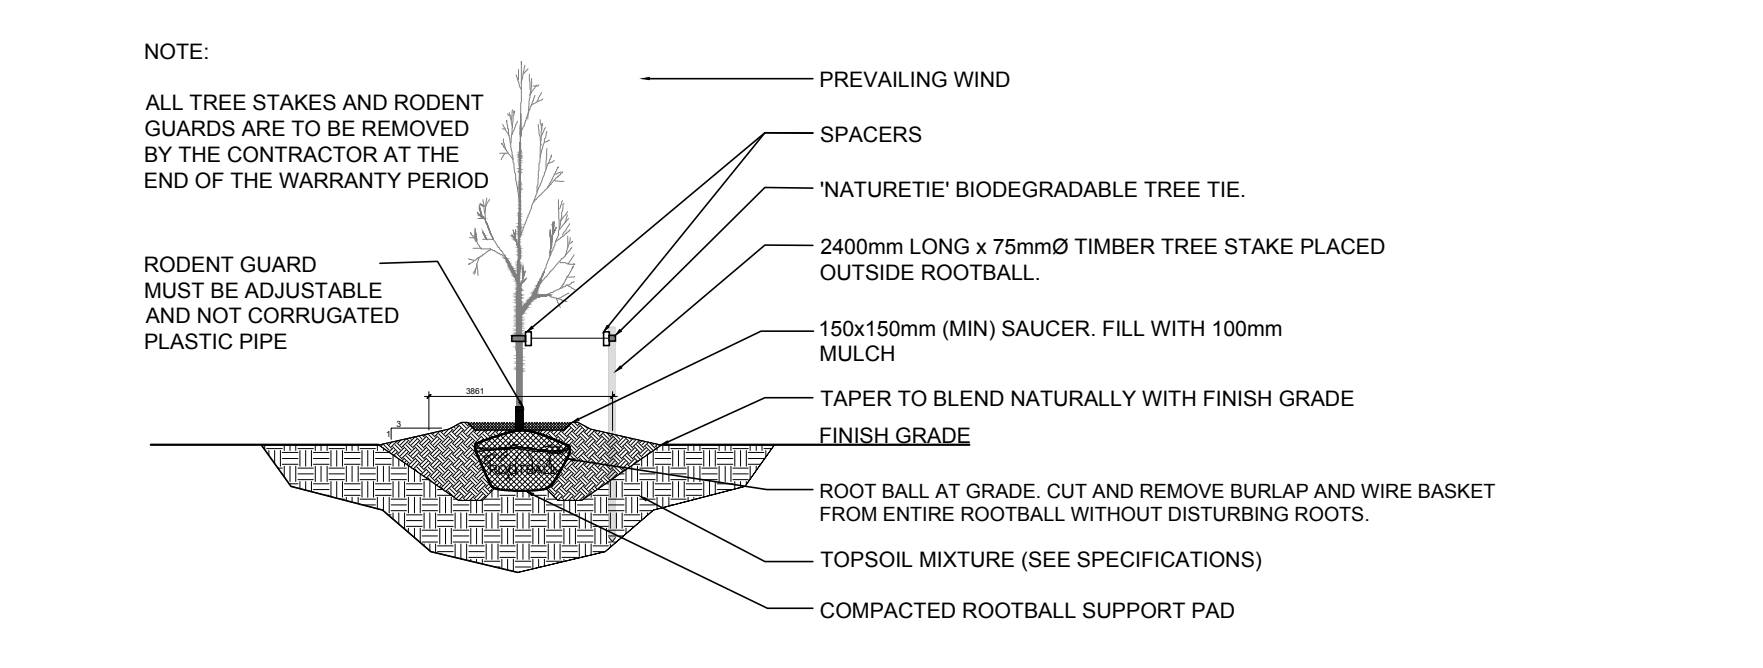 NOTE:
ALL TREE STAKES AND RODENT
GUARDS ARE TO BE REMOVED
BY THE CONTRACTOR AT THE
END OF THE WARRANTY PERIOD
RODENT GUARD
MUST BE ADJUSTABLE
AND NOT CORRUGATED
PLASTIC PIPE
3861
3
1
ROOTBALL
PREVAILING WIND
SPACERS
'NATURETIE' BIODEGRADABLE TREE TIE.
2400mm LONG x 75mmØ TIMBER TREE STAKE PLACED
OUTSIDE ROOTBALL.
150x150mm (MIN) SAUCER. FILL WITH 100mm
MULCH
TAPER TO BLEND NATURALLY WITH FINISH GRADE
FINISH GRADE
ROOT BALL AT GRADE. CUT AND REMOVE BURLAP AND WIRE BASKET
FROM ENTIRE ROOTBALL WITHOUT DISTURBING ROOTS.
TOPSOIL MIXTURE (SEE SPECIFICATIONS)
COMPACTED ROOTBALL SUPPORT PAD